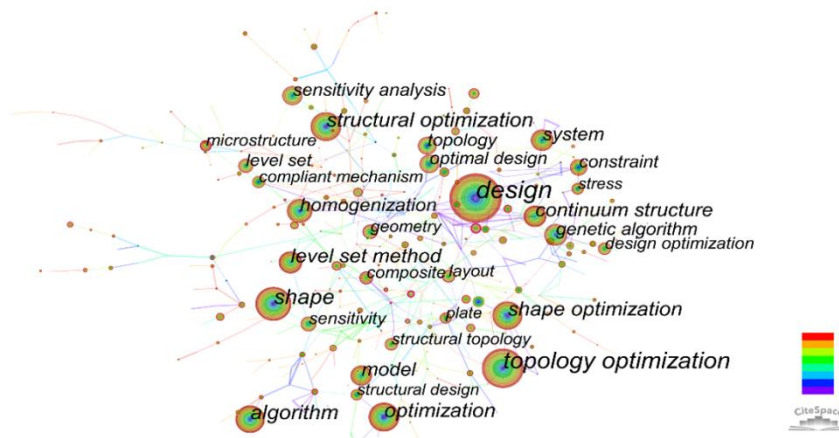 sensitivity analysis
structural optimization
microstructure
topology
system
level set
optimal design
constraint
compliant mechanism
stress
design
homogenization
continuum structure
geometry
genetic algorithm
design optimization
level set method
composite
layout
shape
sensitivity
plate
shape optimization
structural topology
topology optimization
model
structural design
algorithm
optimization
CiteSpace